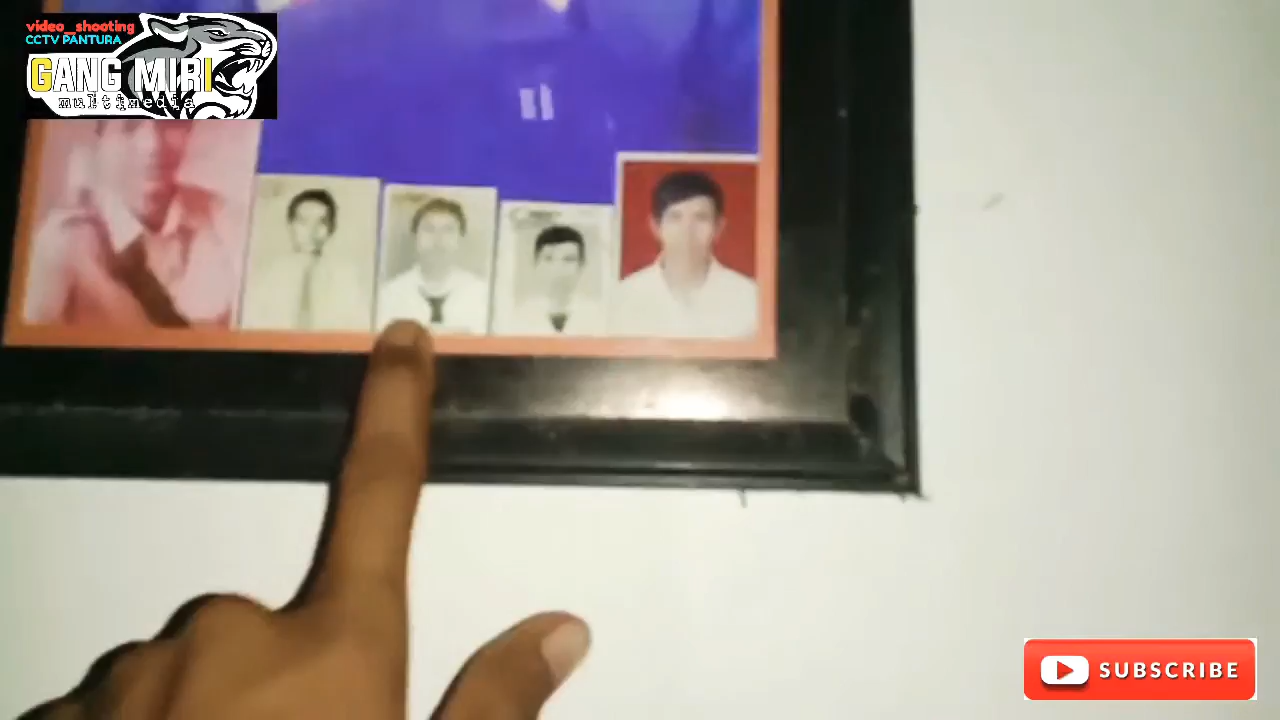 video_shooting
CCTV PANTURA
GANG MIRI
multimedia
SUBSCRIBE